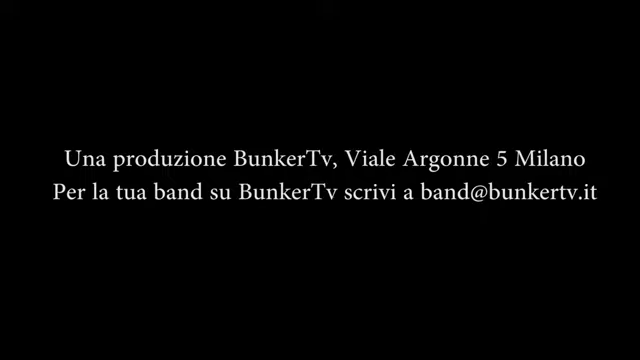 Una produzione BunkerTv, Viale Argonne 5 Milano
Per la tua band su BunkerTv scrivi a band@bunkertv.it